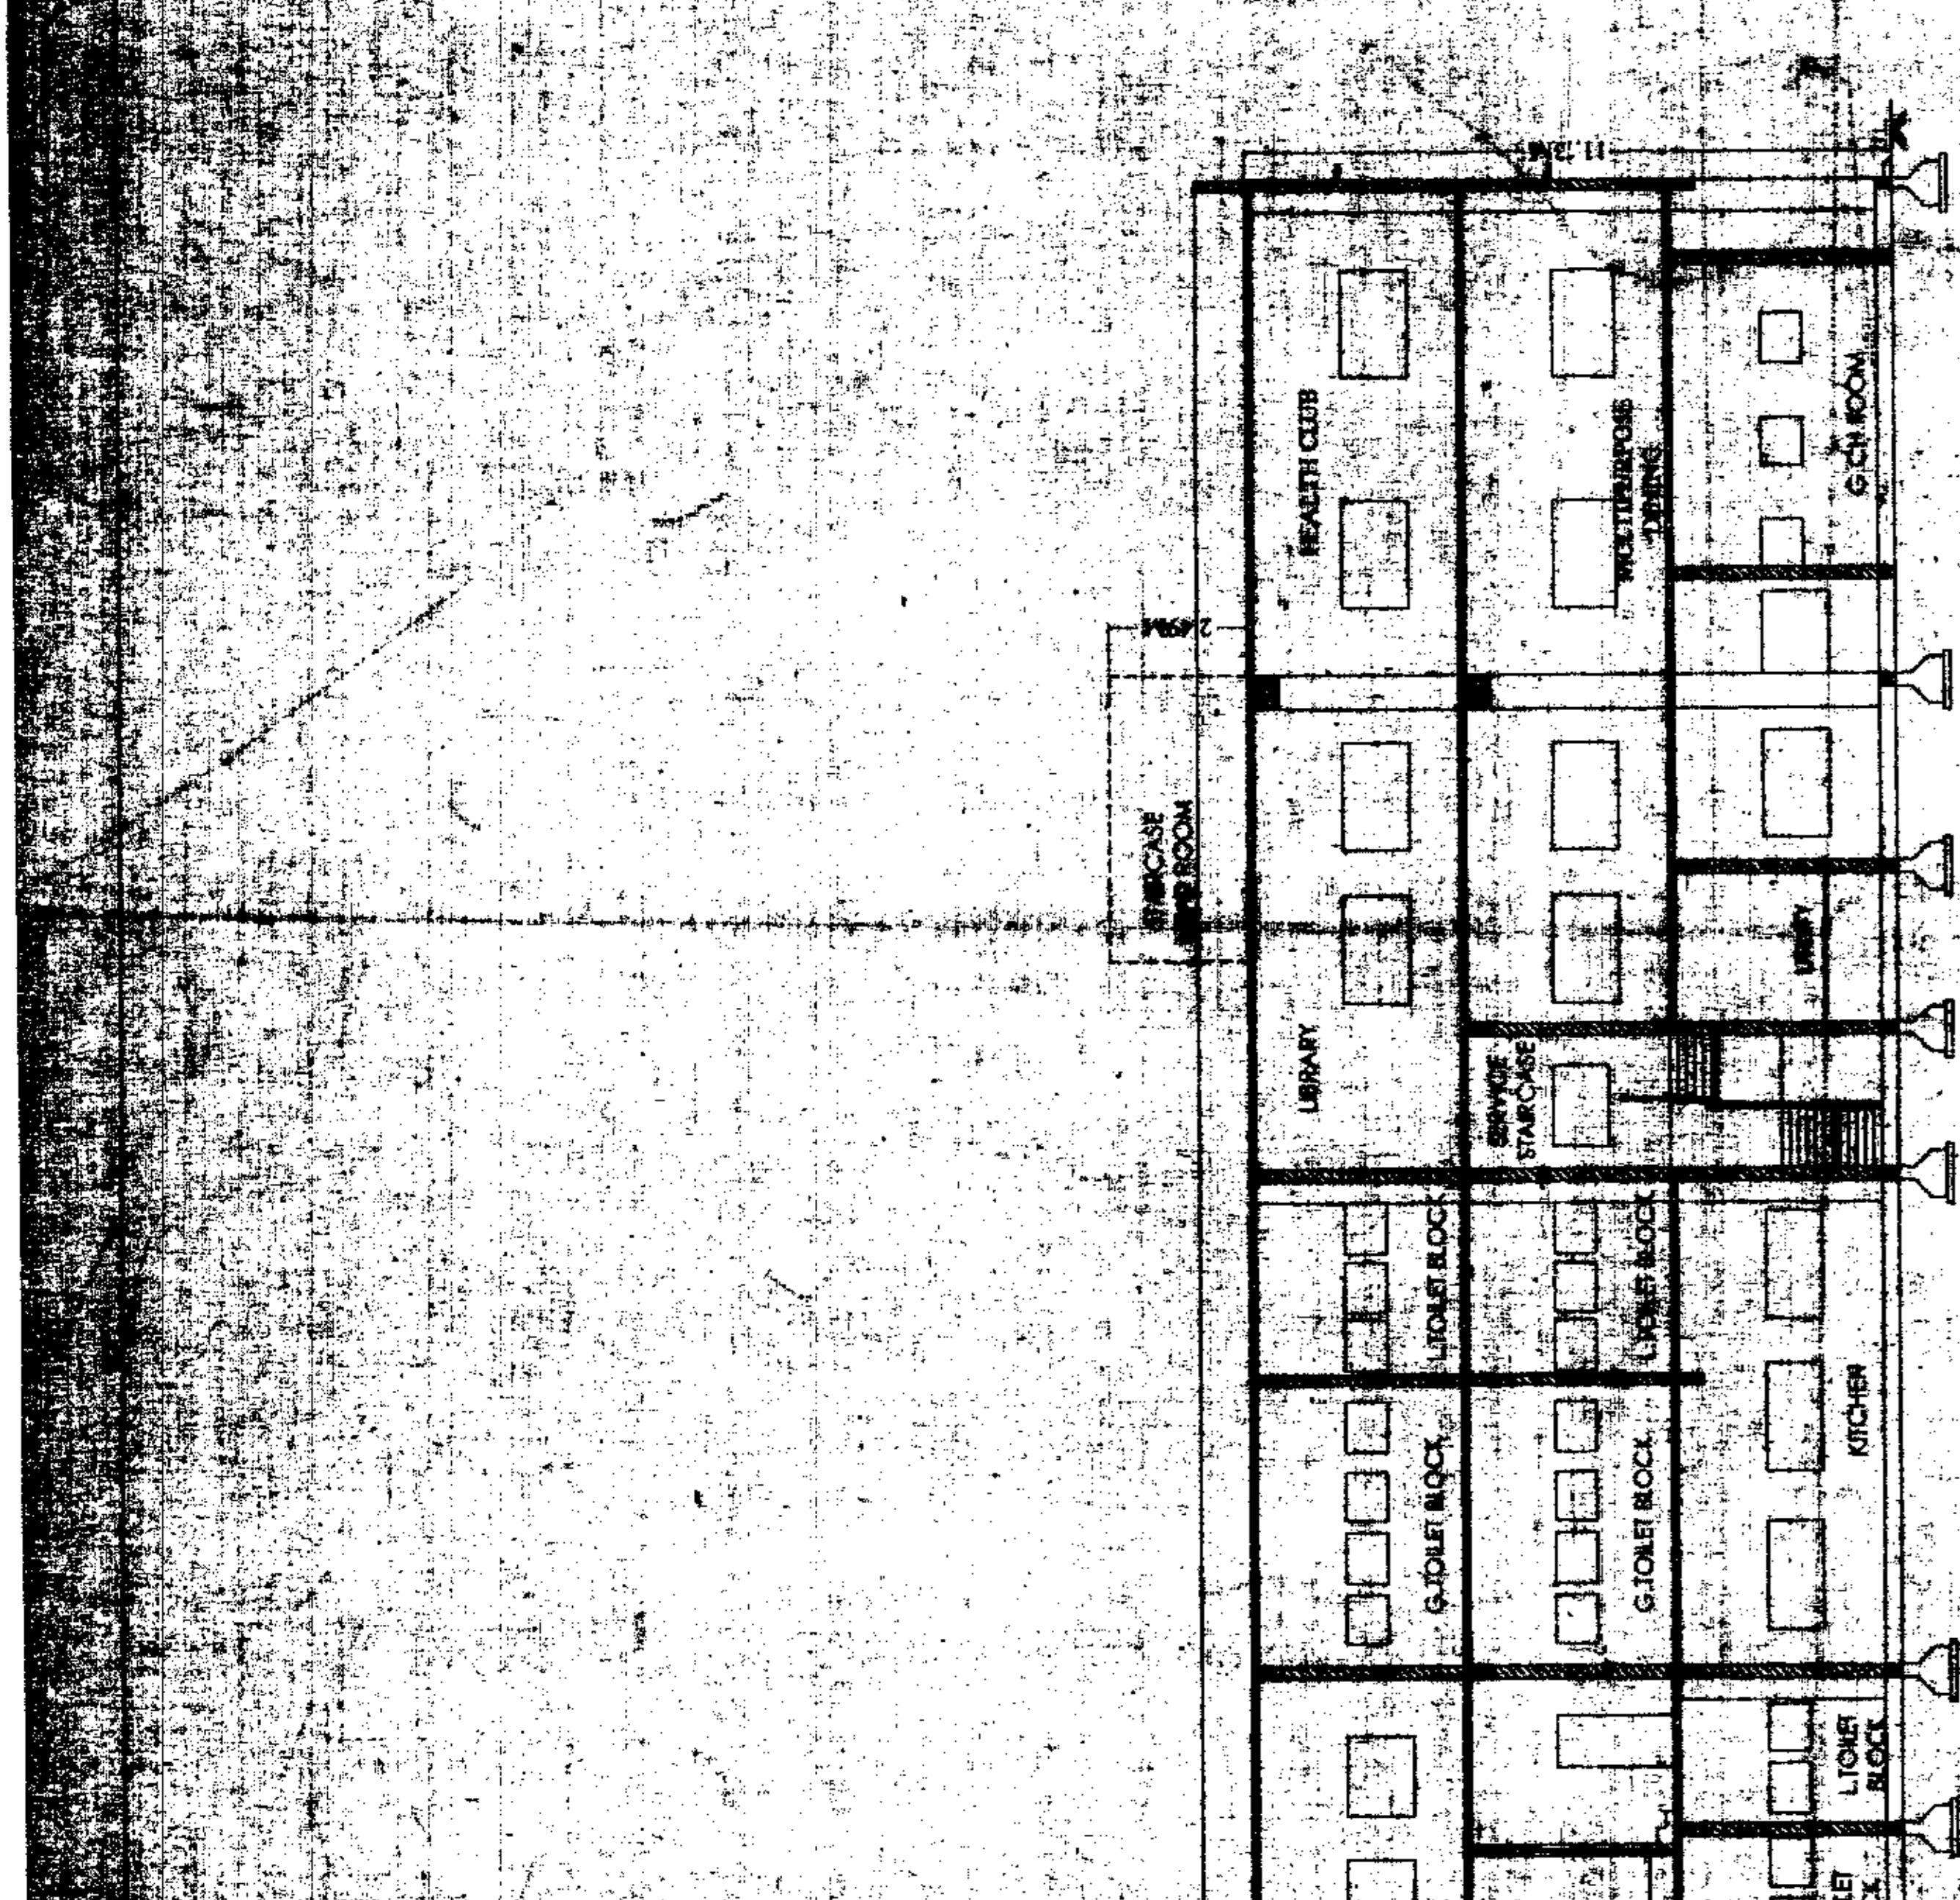 STAIRCASE
ROOM
HEALTH CLUB
LIBRARY
L.TOILET BLOCK
G.TOILET BLOCK
MULTIPURPOSE
DINING
SERVICE
STAIRCASE
L.TOILET BLOCK
G.TOILET BLOCK
ROOM
KITCHEN
L.TOILET
BLOCK